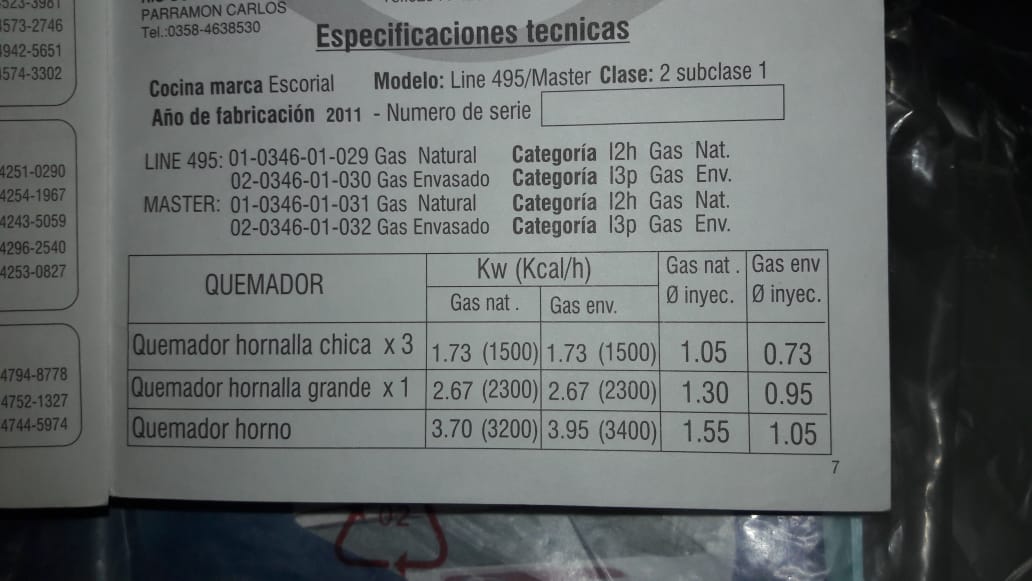 573-2746
942-5651
574-3302
4251-0290
4254-1967
4243-5059
4296-2540
4253-0827
4794-8778
4752-1327
4744-5974
PARRAMON CARLOS
Tel.:0358-4638530
Especificaciones tecnicas
Cocina marca Escorial Modelo: Line 495/Master Clase: 2 subclase 1
Año de fabricación 2011 - Numero de serie
LINE 495: 01-0346-01-029 Gas Natural Categoría I2h Gas Nat.
02-0346-01-030 Gas Envasado Categoría I3p Gas Env.
MASTER: 01-0346-01-031 Gas Natural Categoría I2h Gas Nat.
02-0346-01-032 Gas Envasado Categoría I3p Gas Env.
QUEMADOR Kw (Kcal/h) Gas nat . Gas env
Gas nat . Gas env. Ø inyec. Ø inyec.
Quemador hornalla chica x 3 1.73 (1500) 1.73 (1500) 1.05 0.73
Quemador hornalla grande x 1 2.67 (2300) 2.67 (2300) 1.30 0.95
Quemador horno 3.70 (3200) 3.95 (3400) 1.55 1.05
7
02